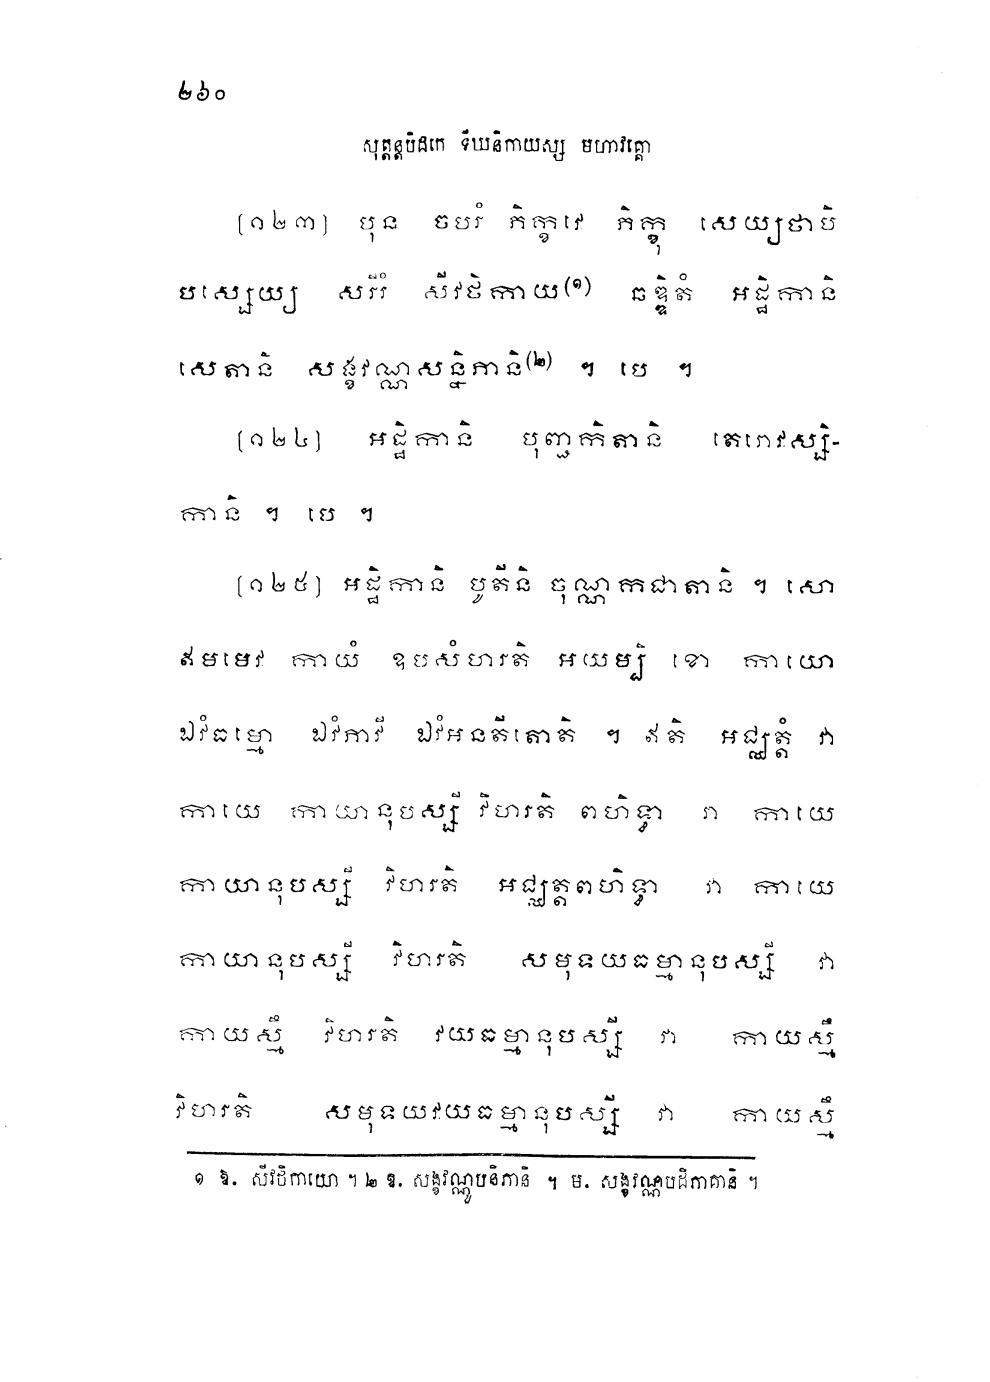 ២៦០
សុត្តន្តបិដកេ ទីឃនិកាយស្ស មហាវគ្គោ
[១២៣] បុន ចបរំ ភិក្ខវេ ភិក្ខុ សេយ្យថាបិ
បស្សេយ្យ សរីរំ សីវថិកាយ(១) ឆឌ្ឌិតំ អដ្ឋិកានិ
សេតានិ សង្ខវណ្ណសន្និភានិ(២) ។ បេ ។
[១២៤] អដ្ឋិកានិ បុញ្ជកិតានិ តេរោវស្សិ-
កានិ ។ បេ ។
[១២៥] អដ្ឋិកានិ បូតីនិ ចុណ្ណកជាតានិ ។ សោ
ឥមមេវ កាយំ ឧបសំហរតិ អយម្បិ ខោ កាយោ
ឯវំធម្មោ ឯវំភាវី ឯវំអនតីតោតិ ។ ឥតិ អជ្ឈត្តំ វា
កាយេ កាយានុបស្សី វិហរតិ ពហិទ្ធា វា កាយេ
កាយានុបស្សី វិហរតិ អជ្ឈត្តពហិទ្ធា វា កាយេ
កាយានុបស្សី វិហរតិ សមុទយធម្មានុបស្សី វា
កាយស្មឹ វិហរតិ វយធម្មានុបស្សី វា កាយស្មឹ
វិហរតិ សមុទយវយធម្មានុបស្សី វា កាយស្មឹ
១ ឱ. សីវថិកាយោ ។ ២ ឱ. សង្ខវណ្ណូបនិភានិ ។ ម. សង្ខវណ្ណបដិភាគានិ ។